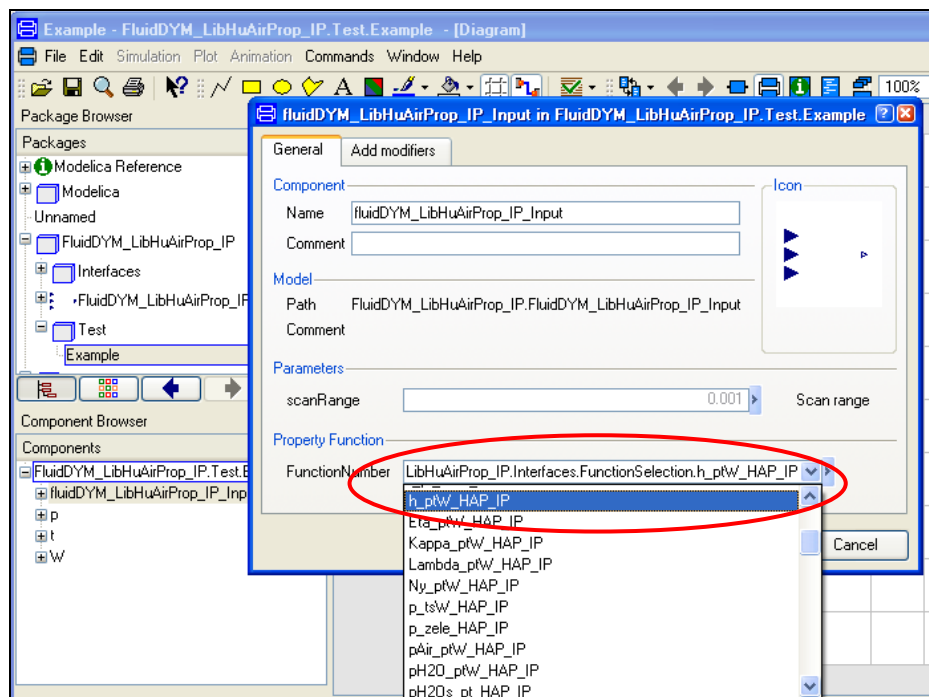 Example - FluidDYM_LibHuAirProp_IP.Test.Example - [Diagram]
File Edit Simulation Plot Animation Commands Window Help
100%
Package Browser
Packages
Modelica Reference
Modelica
Unnamed
FluidDYM_LibHuAirProp_IP
Interfaces
FluidDYM_LibHuAirProp_IP
Test
Example
Component Browser
Components
FluidDYM_LibHuAirProp_IP.Test.E
fluidDYM_LibHuAirProp_IP_Inp
p
t
W
fluidDYM_LibHuAirProp_IP_Input in FluidDYM_LibHuAirProp_IP.Test.Example
General Add modifiers
Component
Name fluidDYM_LibHuAirProp_IP_Input
Comment
Icon
Model
Path FluidDYM_LibHuAirProp_IP.FluidDYM_LibHuAirProp_IP_Input
Comment
Parameters
scanRange 0.001 Scan range
Property Function
FunctionNumber LibHuAirProp_IP.Interfaces.FunctionSelection.h_ptW_HAP_IP
h_ptW_HAP_IP
Eta_ptW_HAP_IP
Kappa_ptW_HAP_IP
Lambda_ptW_HAP_IP
Ny_ptW_HAP_IP
p_tsW_HAP_IP
p_zele_HAP_IP
pAir_ptW_HAP_IP
pH2O_ptW_HAP_IP
pH2Os_pt_HAP_IP
Cancel